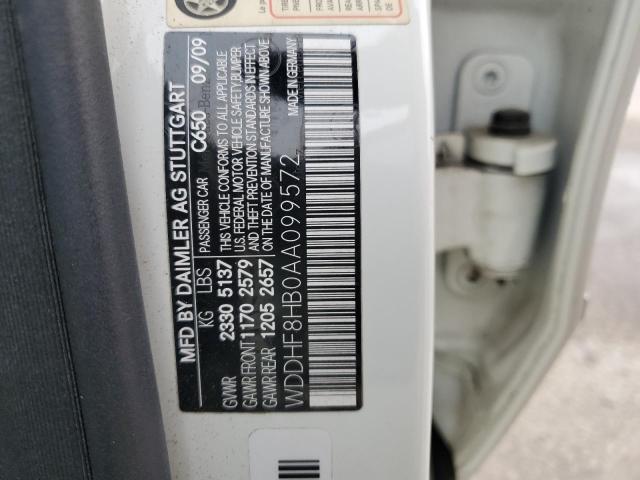 MFD BY DAIMLER AG STUTTGART
PASSENGER CAR C650 09/09
KG LBS
GVWR 2330 5137
GAWR FRONT 1170 2579
GAWR REAR 1205 2657
THIS VEHICLE CONFORMS TO ALL APPLICABLE
U.S. FEDERAL MOTOR VEHICLE SAFETY, BUMPER
AND THEFT PREVENTION STANDARDS IN EFFECT
ON THE DATE OF MANUFACTURE SHOWN ABOVE.
MADE IN GERMANY
WDDHF8HB0AA099572